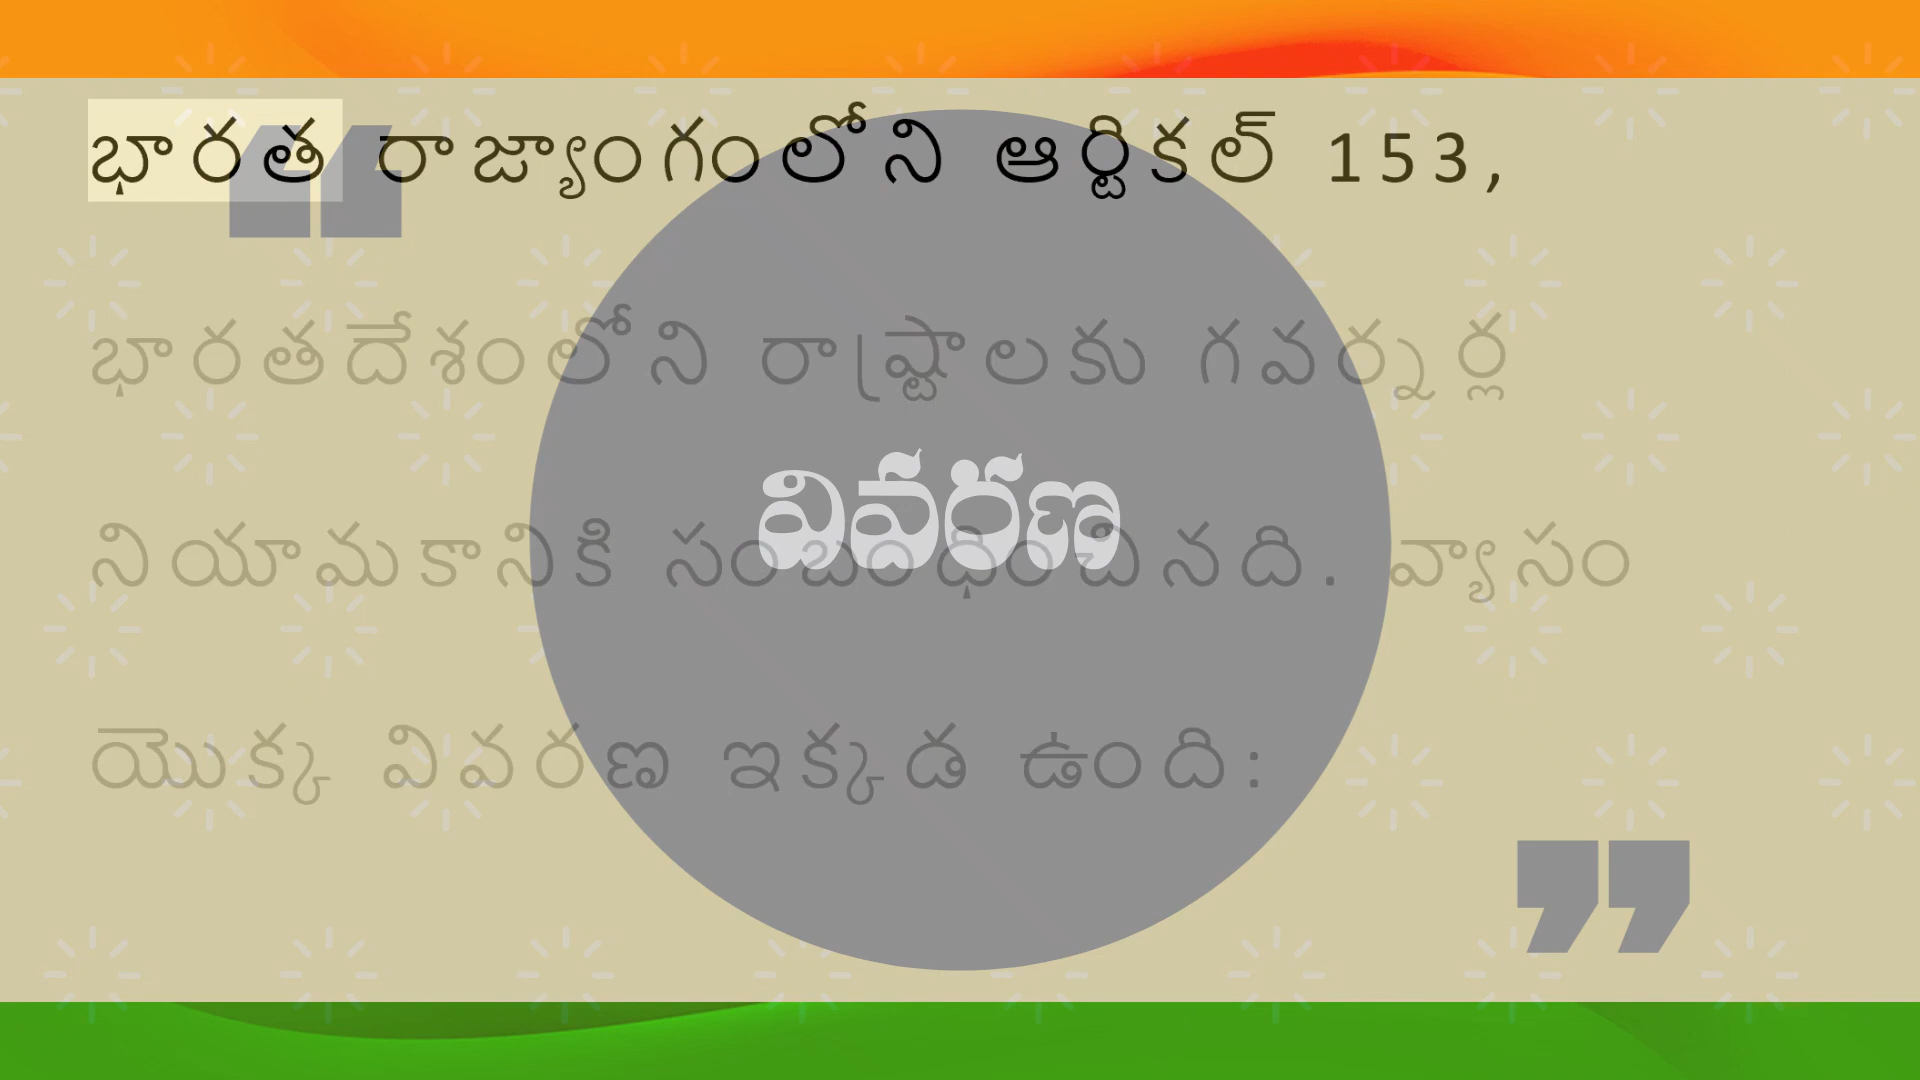 భారత రాజ్యాంగంలోని ఆర్టికల్ 153,
భారతదేశంలోని రాష్ట్రాలకు గవర్నర్ల
వివరణ
నియామకానికి సంబంధించినది. వ్యాసం
యొక్క వివరణ ఇక్కడ ఉంది: